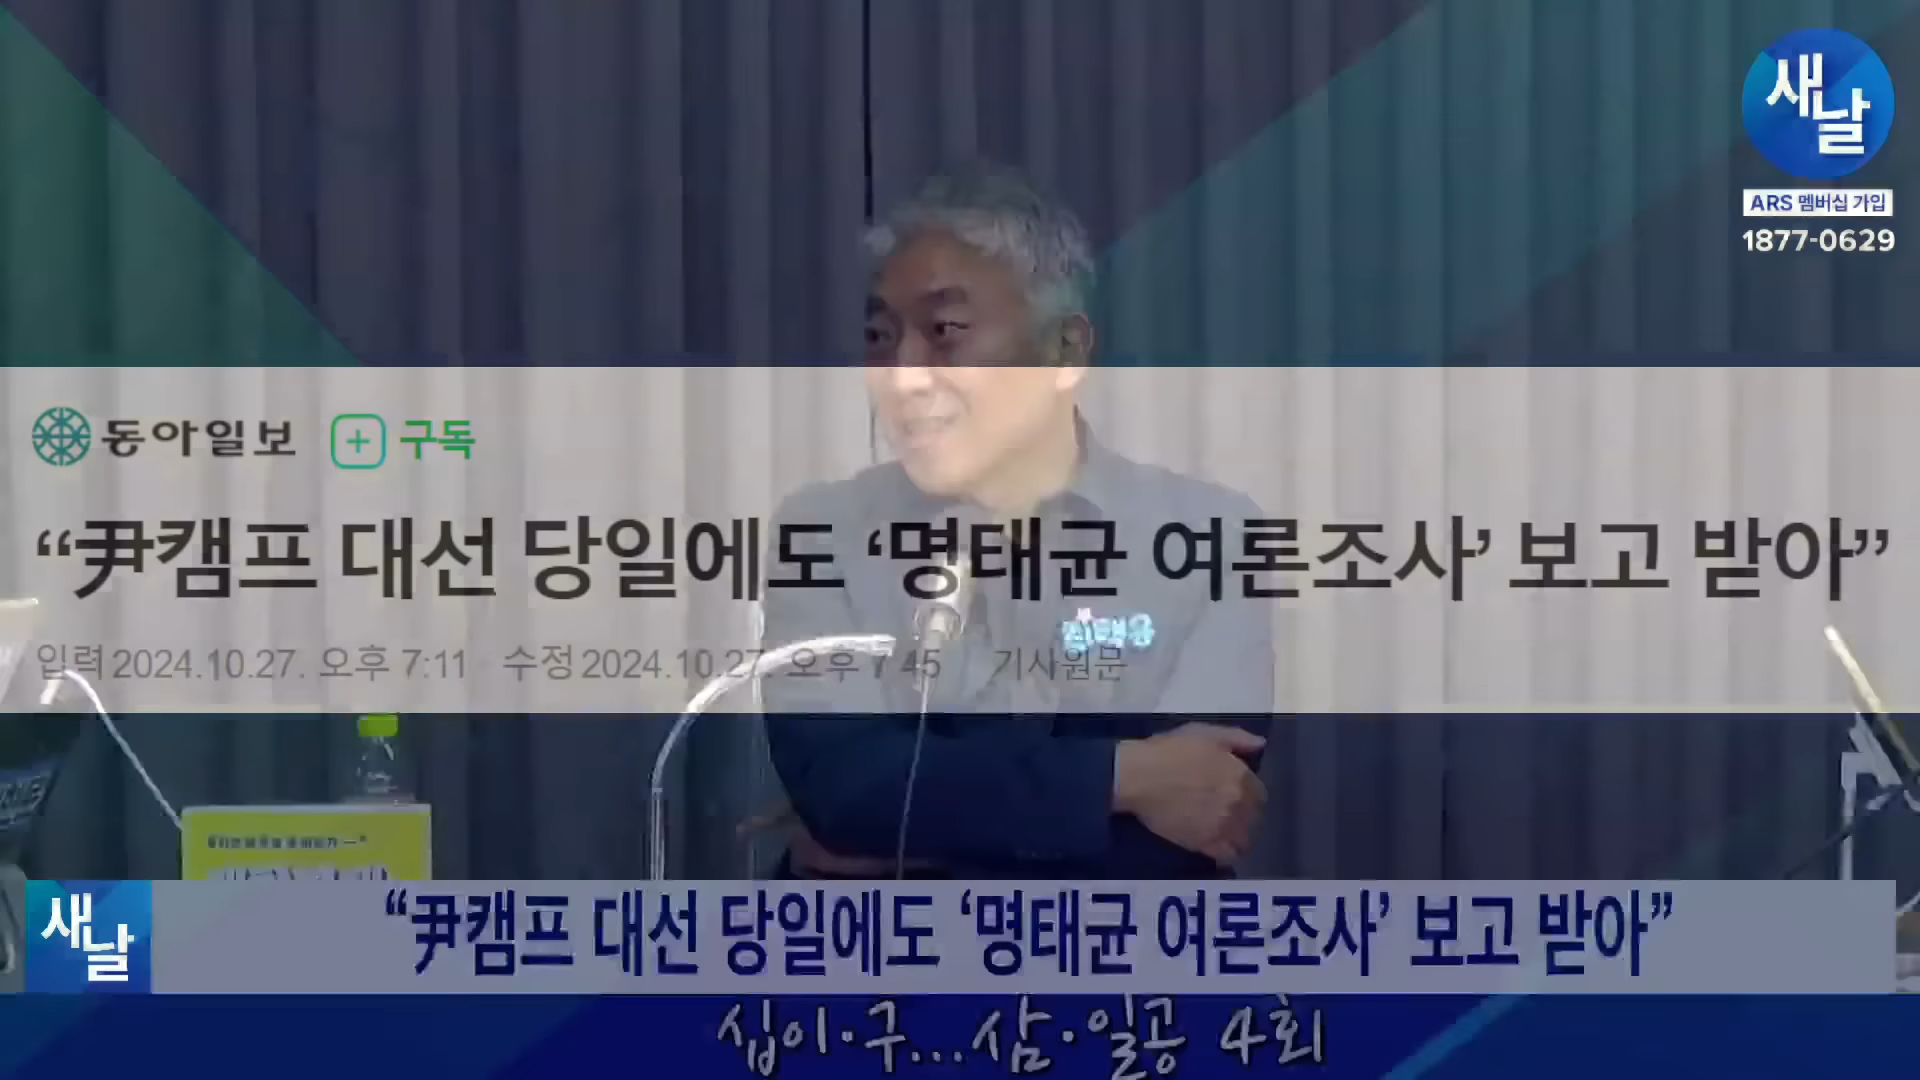 새날
ARS 멤버십 가입
1877-0629
동아일보 + 구독
“尹캠프 대선 당일에도 ‘명태균 여론조사’ 보고 받아”
입력 2024.10.27. 오후 7:11 수정 2024.10.27. 오후 7:45 기사원문
새날
“尹캠프 대선 당일에도 ‘명태균 여론조사’ 보고 받아”
십이·구...삼·일공 4회